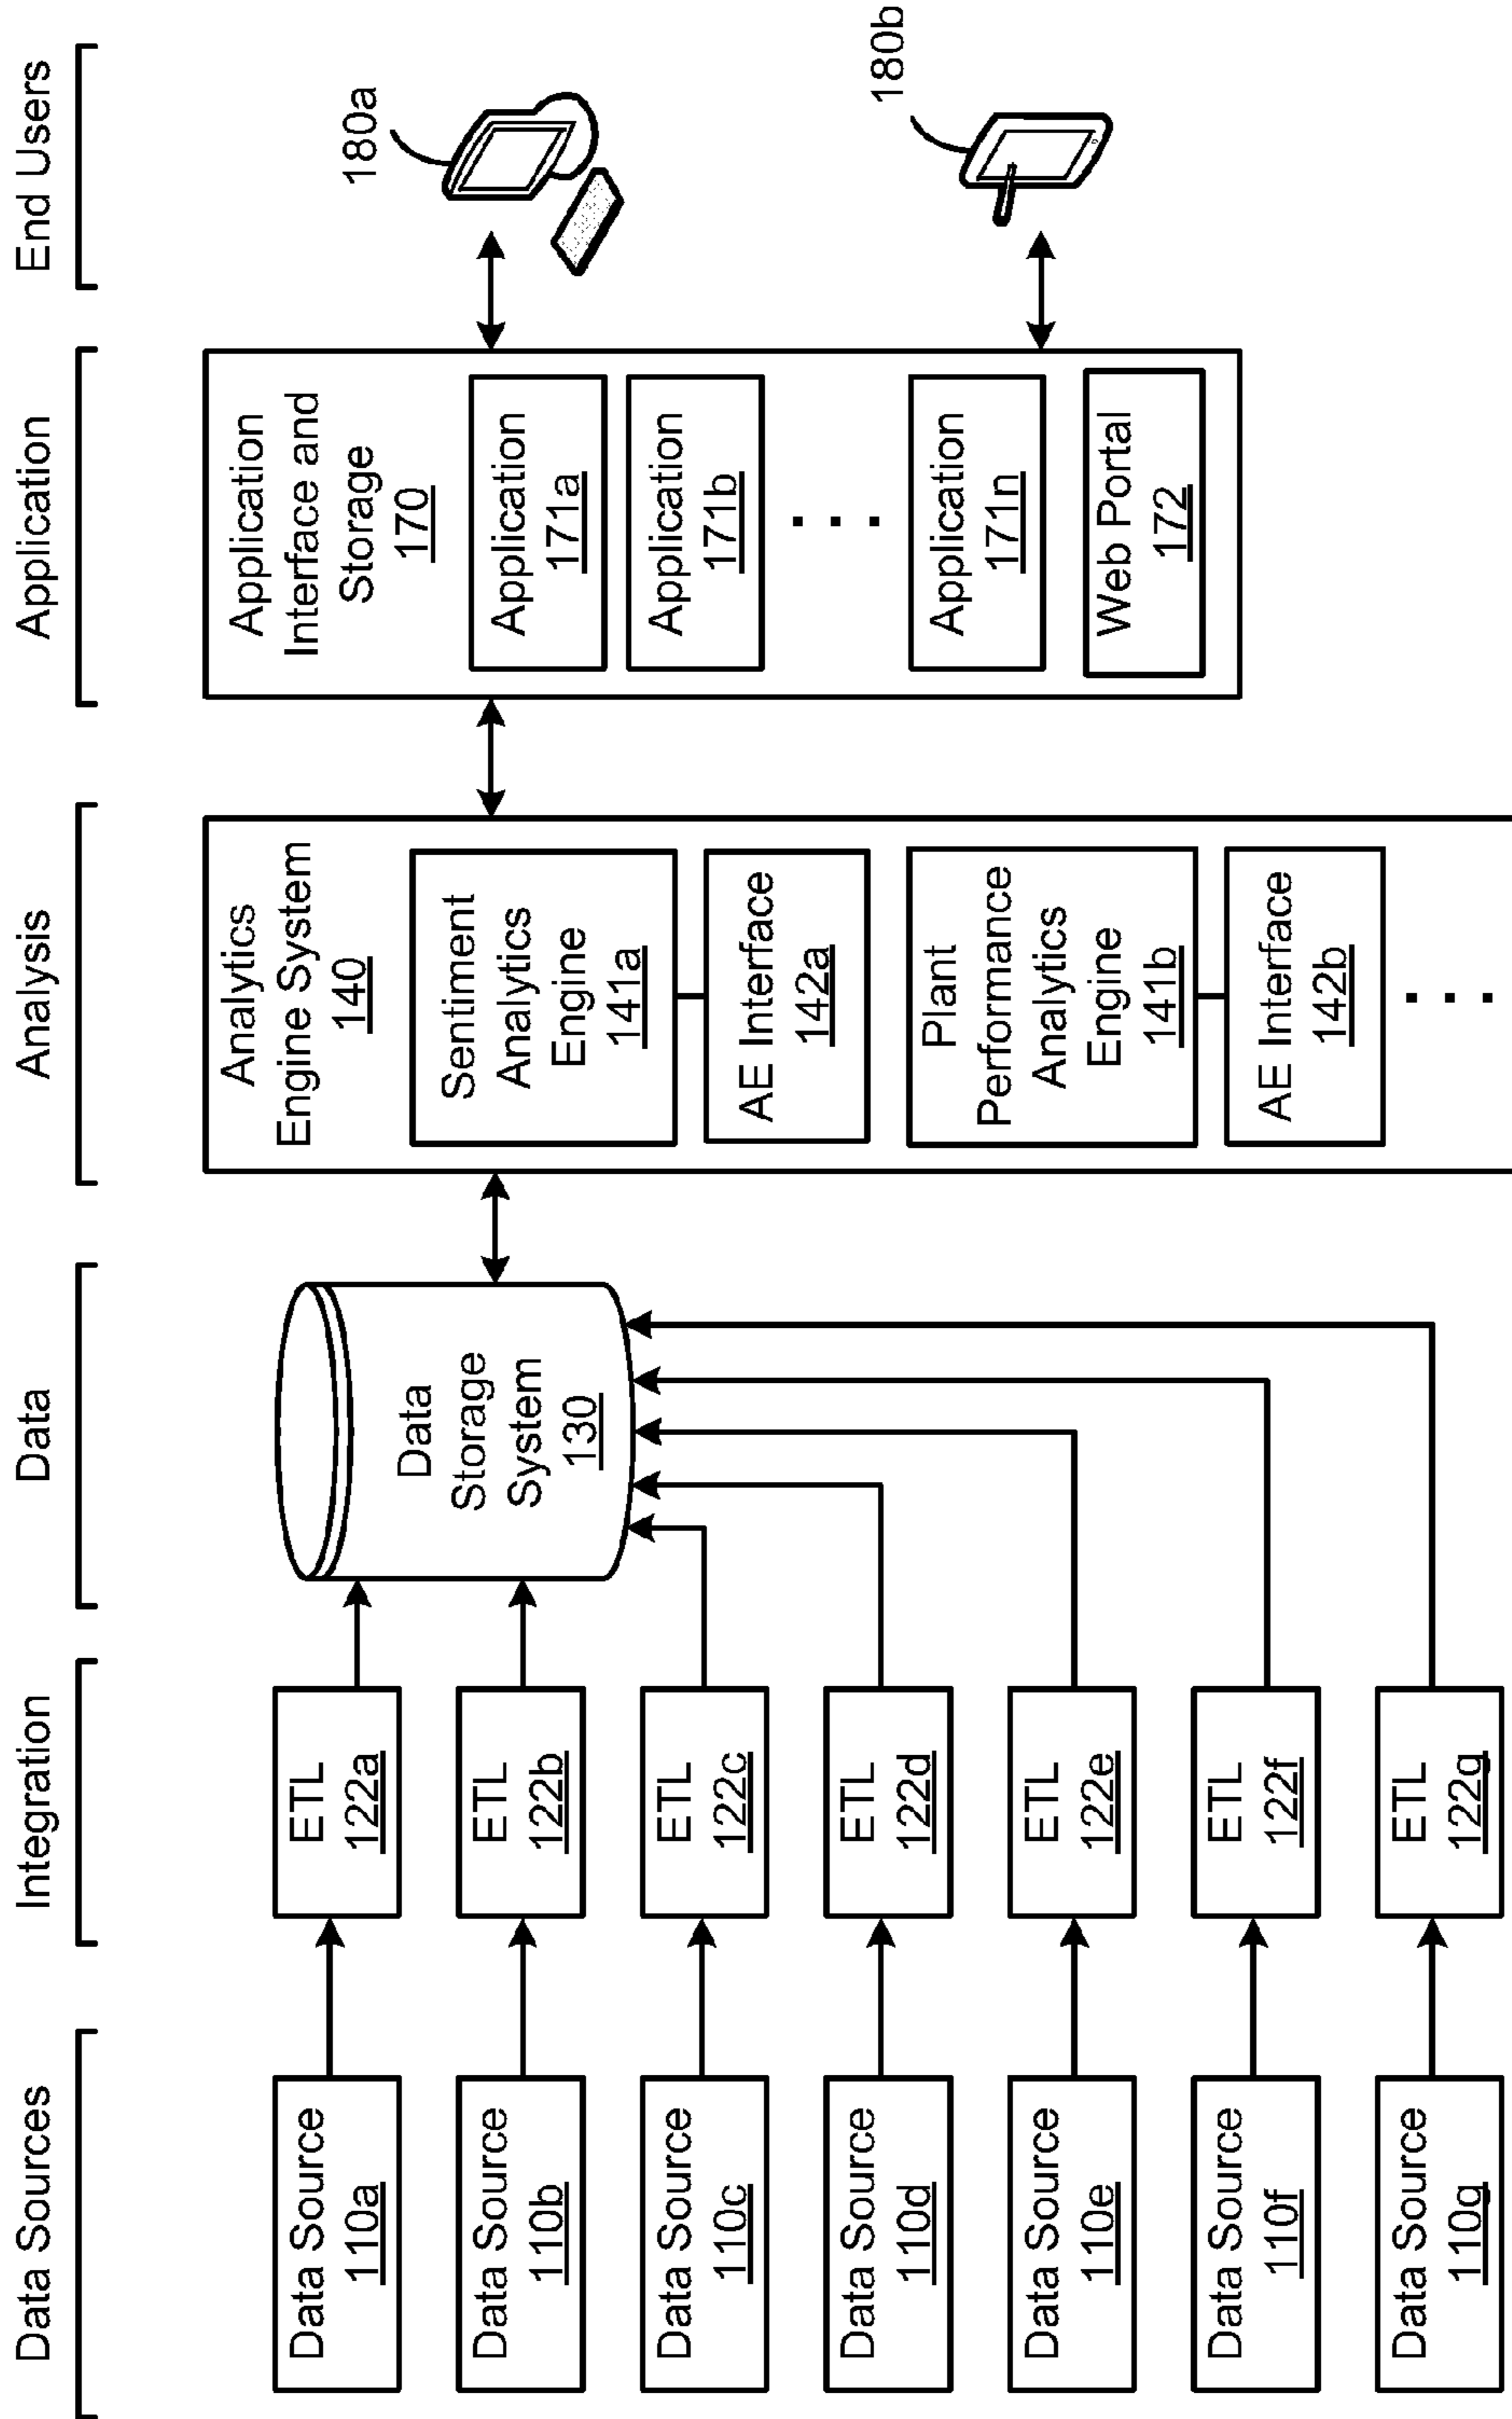 Data Sources
Integration
Data
Analysis
Application
End Users
Data Source
110a
Data Source
110b
Data Source
110c
Data Source
110d
Data Source
110e
Data Source
110f
Data Source
110g
ETL
122a
ETL
122b
ETL
122c
ETL
122d
ETL
122e
ETL
122f
ETL
122g
Data
Storage
System
130
Analytics
Engine System
140
Sentiment
Analytics
Engine
141a
AE Interface
142a
Plant
Performance
Analytics
Engine
141b
AE Interface
142b
Application
Interface and
Storage
170
Application
171a
Application
171b
Application
171n
Web Portal
172
180a
180b